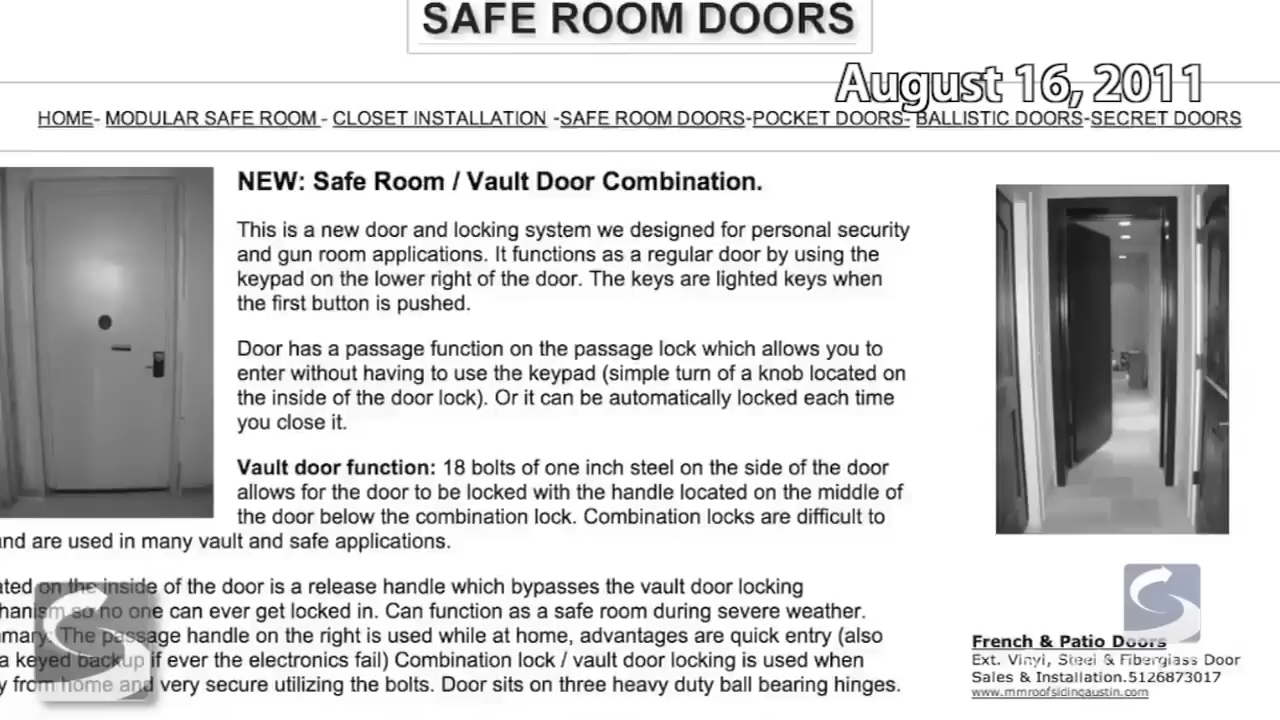 SAFE ROOM DOORS
August 16, 2011
HOME- MODULAR SAFE ROOM - CLOSET INSTALLATION -SAFE ROOM DOORS-POCKET DOORS- BALLISTIC DOORS-SECRET DOORS
NEW: Safe Room / Vault Door Combination.
This is a new door and locking system we designed for personal security
and gun room applications. It functions as a regular door by using the
keypad on the lower right of the door. The keys are lighted keys when
the first button is pushed.
Door has a passage function on the passage lock which allows you to
enter without having to use the keypad (simple turn of a knob located on
the inside of the door lock). Or it can be automatically locked each time
you close it.
Vault door function: 18 bolts of one inch steel on the side of the door
allows for the door to be locked with the handle located on the middle of
the door below the combination lock. Combination locks are difficult to
and are used in many vault and safe applications.
on the inside of the door is a release handle which bypasses the vault door locking
so no one can ever get locked in. Can function as a safe room during severe weather.
The passage handle on the right is used while at home, advantages are quick entry (also
a keyed backup if ever the electronics fail) Combination lock / vault door locking is used when
from home and very secure utilizing the bolts. Door sits on three heavy duty ball bearing hinges.
French & Patio Doors
Ext. Vinyl, Steel & Fiberglass Door
Sales & Installation.5126873017
www.mmroofsidingaustin.com